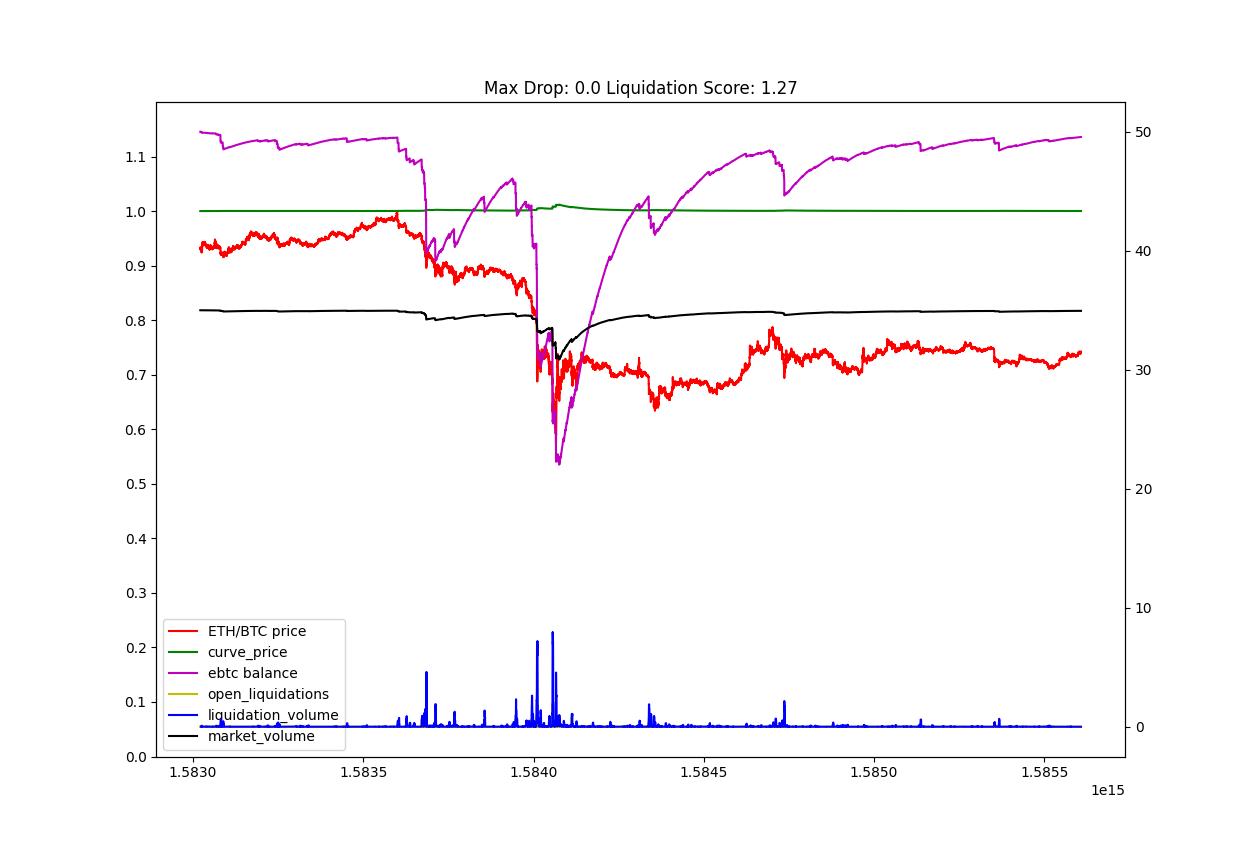 Max Drop: 0.0 Liquidation Score: 1.27
1.1
1.0
0.9
0.8
0.7
0.6
0.5
0.4
0.3
0.2
0.1
0.0
50
40
30
20
10
0
ETH/BTC price
curve_price
ebtc balance
open_liquidations
liquidation_volume
market_volume
1.5830 1.5835 1.5840 1.5845 1.5850 1.5855
1e15